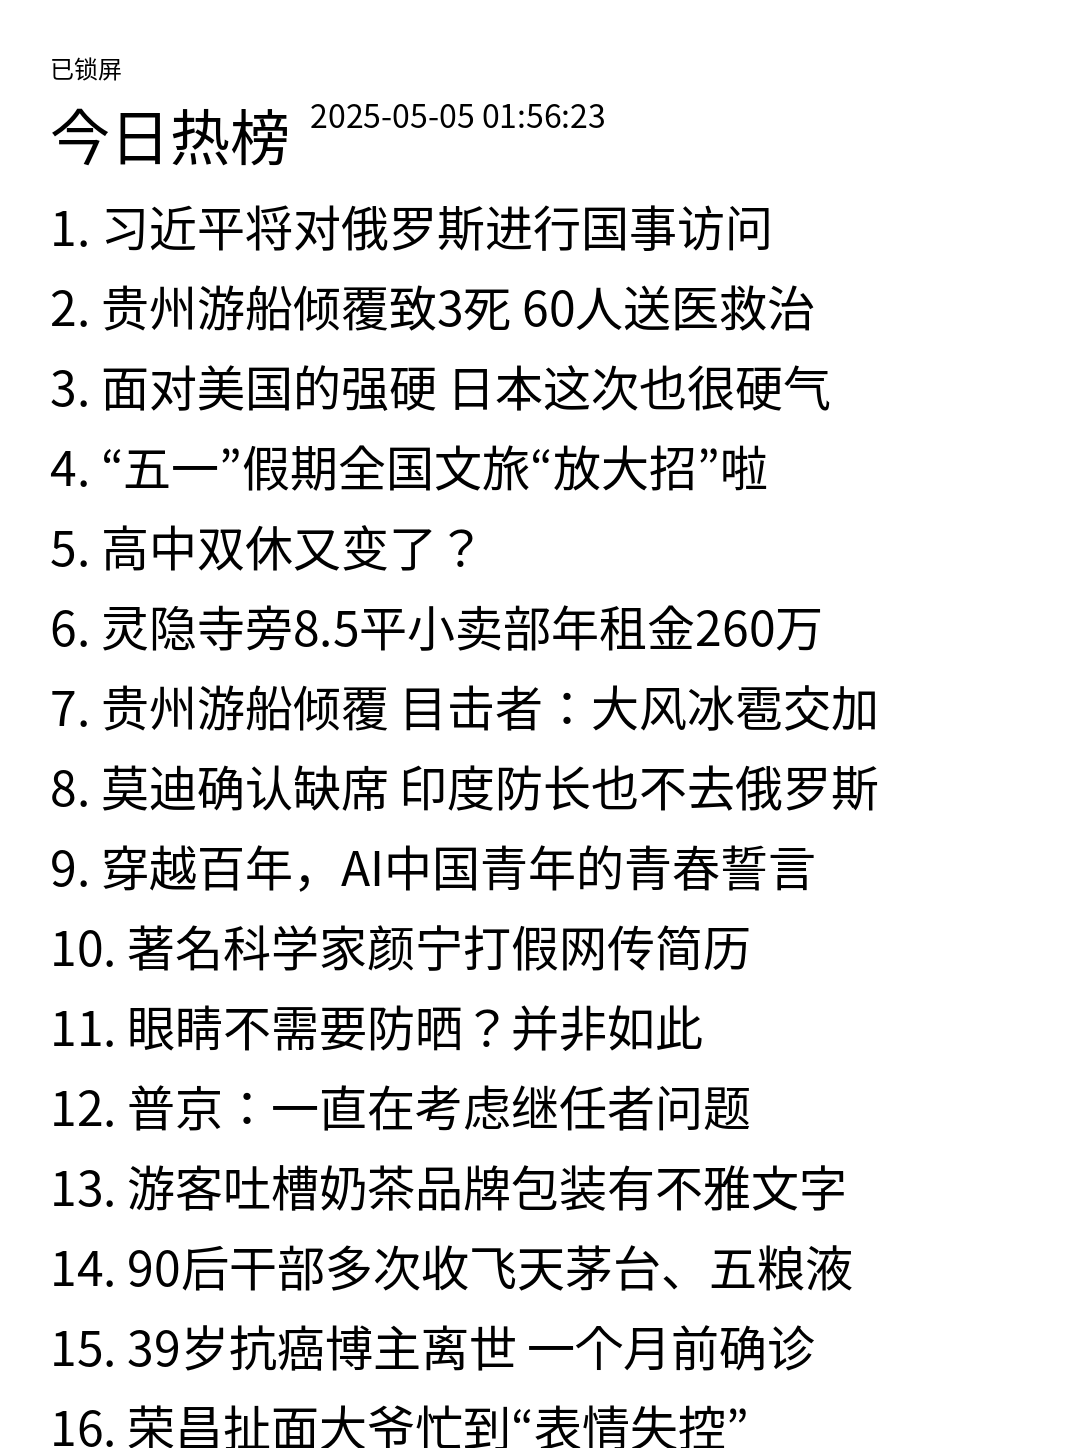 已锁屏
今日热榜 2025-05-05 01:56:23
1. 习近平将对俄罗斯进行国事访问
2. 贵州游船倾覆致3死 60人送医救治
3. 面对美国的强硬 日本这次也很硬气
4. “五一”假期全国文旅“放大招”啦
5. 高中双休又变了？
6. 灵隐寺旁8.5平小卖部年租金260万
7. 贵州游船倾覆 目击者：大风冰雹交加
8. 莫迪确认缺席 印度防长也不去俄罗斯
9. 穿越百年，AI中国青年的青春誓言
10. 著名科学家颜宁打假网传简历
11. 眼睛不需要防晒？并非如此
12. 普京：一直在考虑继任者问题
13. 游客吐槽奶茶品牌包装有不雅文字
14. 90后干部多次收飞天茅台、五粮液
15. 39岁抗癌博主离世 一个月前确诊
16. 荣昌扯面大爷忙到“表情失控”